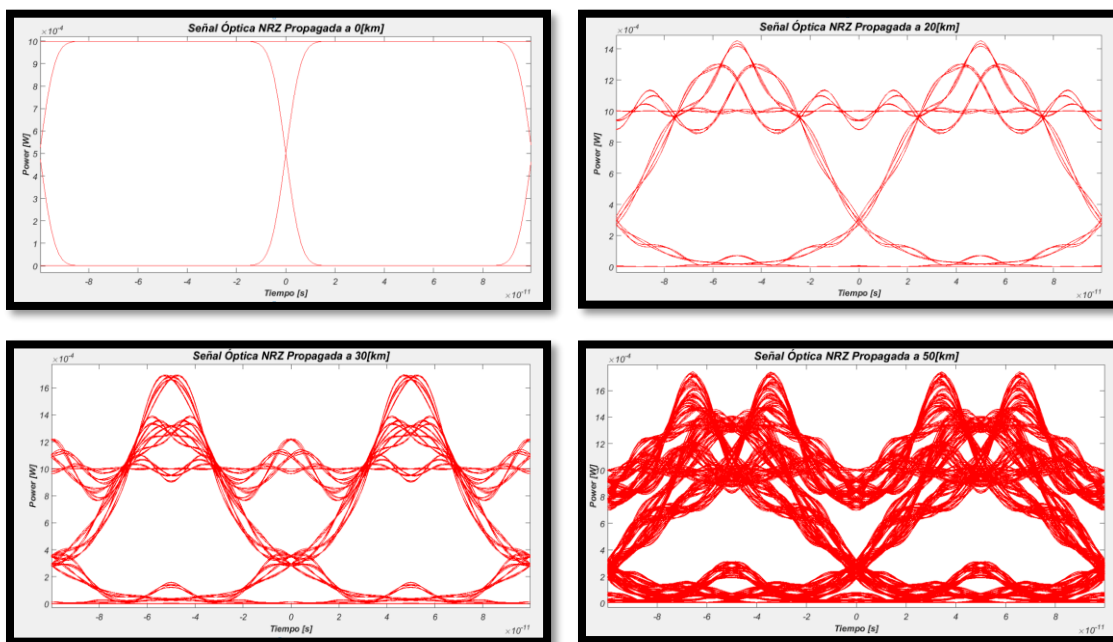 Señal Óptica NRZ Propagada a 0[km]
×10⁻⁴
Power [W]
10
9
8
7
6
5
4
3
2
1
0
-8 -6 -4 -2 0 2 4 6 8
Tiempo [s]
×10⁻¹¹
Señal Óptica NRZ Propagada a 20[km]
×10⁻⁴
Power [W]
14
12
10
8
6
4
2
0
-8 -6 -4 -2 0 2 4 6 8
Tiempo [s]
×10⁻¹¹
Señal Óptica NRZ Propagada a 30[km]
×10⁻⁴
Power [W]
16
14
12
10
8
6
4
2
0
-8 -6 -4 -2 0 2 4 6 8
Tiempo [s]
×10⁻¹¹
Señal Óptica NRZ Propagada a 50[km]
×10⁻⁴
Power [W]
16
14
12
10
8
6
4
2
0
-8 -6 -4 -2 0 2 4 6 8
Tiempo [s]
×10⁻¹¹